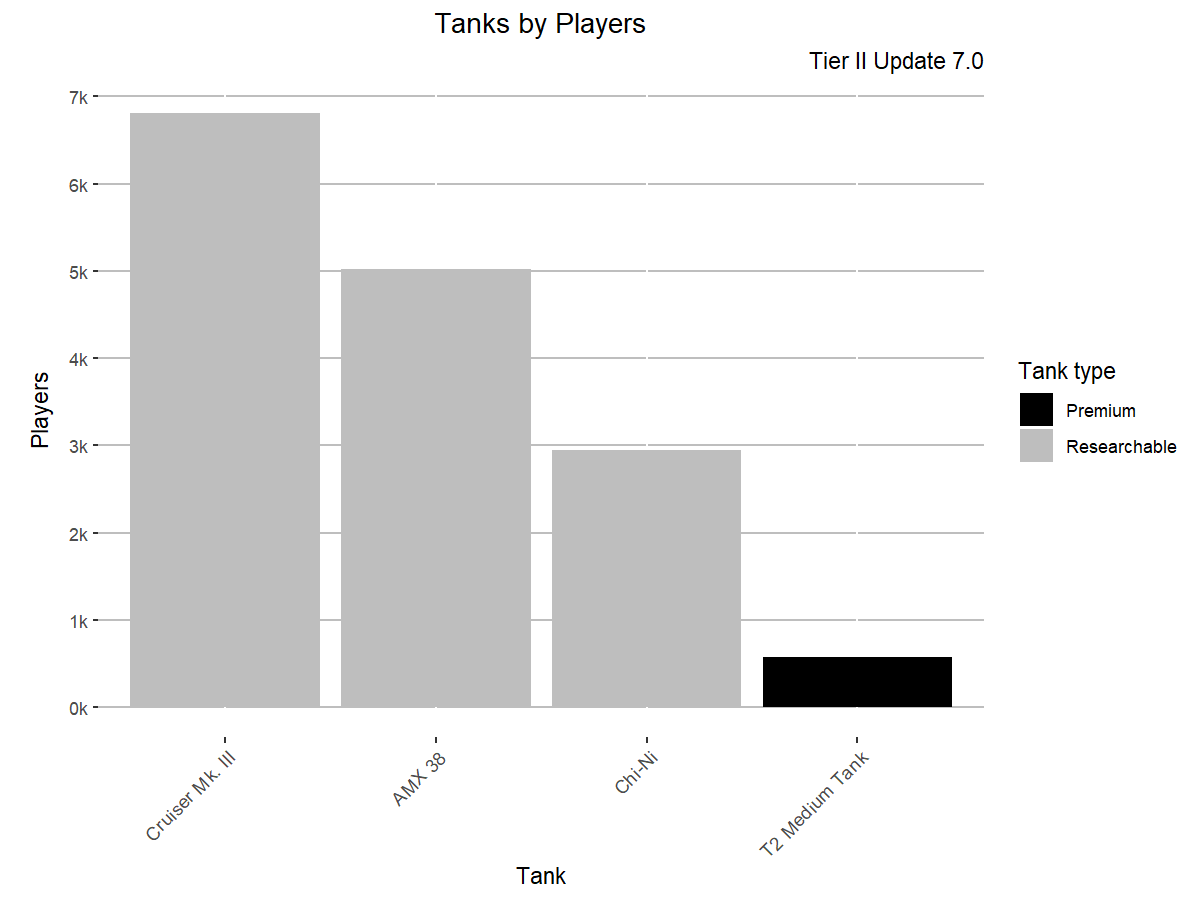 Tanks by Players
Tier II Update 7.0
7k
6k
5k
4k
3k
2k
1k
0k
Players
Cruiser Mk. III
AMX 38
Chi-Ni
T2 Medium Tank
Tank
Tank type
Premium
Researchable